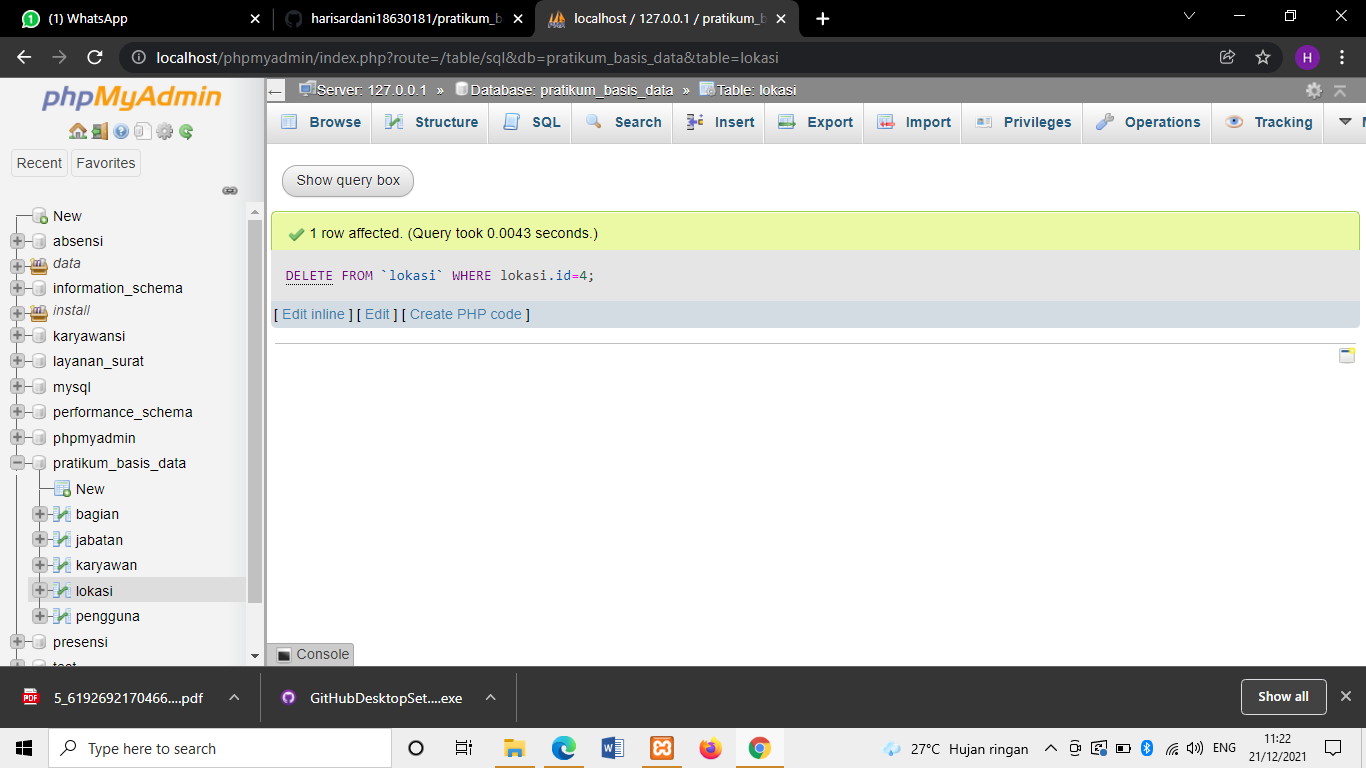 (1) WhatsApp
harisardani18630181/pratikum_b
localhost / 127.0.0.1 / pratikum_b
localhost/phpmyadmin/index.php?route=/table/sql&db=pratikum_basis_data&table=lokasi
H
phpMyAdmin
Recent
Favorites
New
absensi
data
information_schema
install
karyawansi
layanan_surat
mysql
performance_schema
phpmyadmin
pratikum_basis_data
New
bagian
jabatan
karyawan
lokasi
pengguna
presensi
Server: 127.0.0.1 » Database: pratikum_basis_data » Table: lokasi
Browse
Structure
SQL
Search
Insert
Export
Import
Privileges
Operations
Tracking
Show query box
1 row affected. (Query took 0.0043 seconds.)
DELETE FROM `lokasi` WHERE lokasi.id=4;
[ Edit inline ] [ Edit ] [ Create PHP code ]
Console
PDF
5_6192692170466....pdf
GitHubDesktopSet....exe
Show all
Type here to search
27°C Hujan ringan
ENG
11:22
21/12/2021